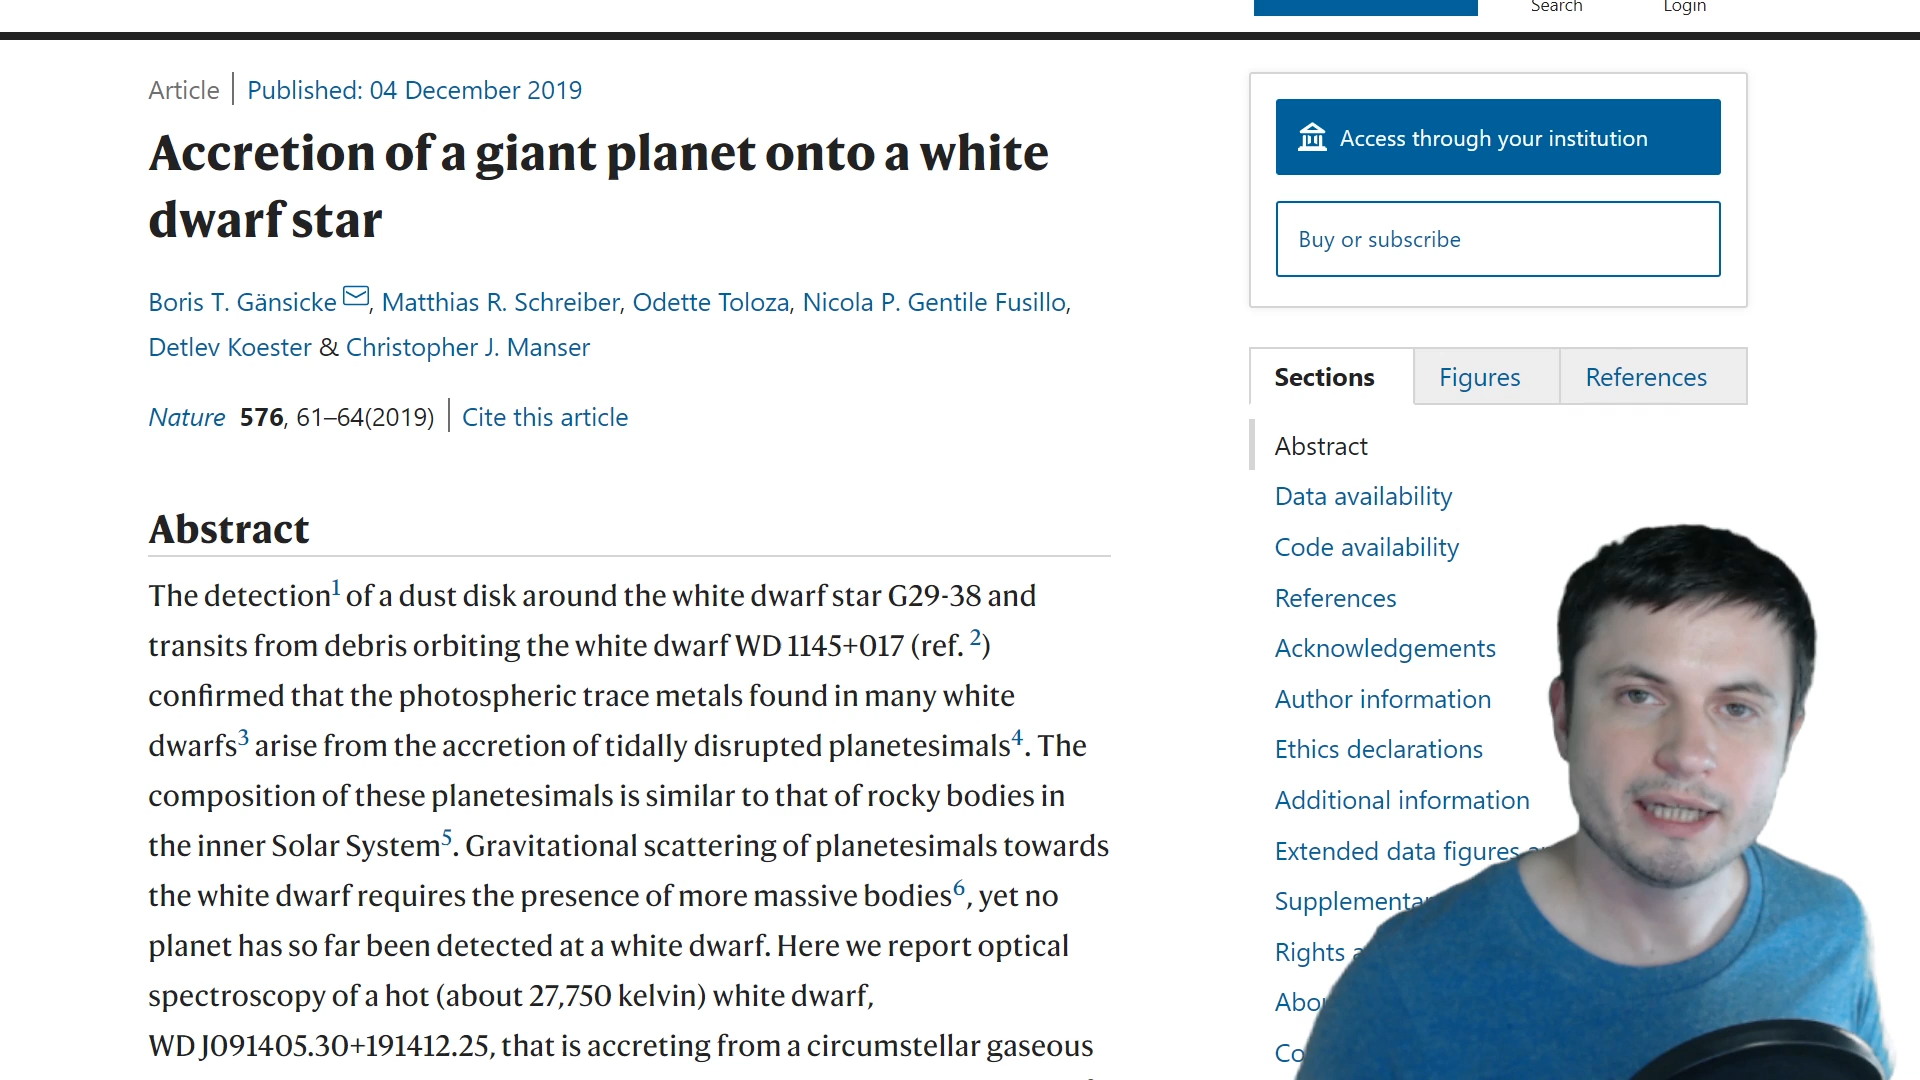 Search
Login
Article
Published: 04 December 2019
Accretion of a giant planet onto a white
dwarf star
Boris T. Gänsicke, Matthias R. Schreiber, Odette Toloza, Nicola P. Gentile Fusillo,
Detlev Koester & Christopher J. Manser
Nature 576, 61–64(2019)
Cite this article
Abstract
The detection1 of a dust disk around the white dwarf star G29-38 and
transits from debris orbiting the white dwarf WD 1145+017 (ref. 2)
confirmed that the photospheric trace metals found in many white
dwarfs3 arise from the accretion of tidally disrupted planetesimals4. The
composition of these planetesimals is similar to that of rocky bodies in
the inner Solar System5. Gravitational scattering of planetesimals towards
the white dwarf requires the presence of more massive bodies6, yet no
planet has so far been detected at a white dwarf. Here we report optical
spectroscopy of a hot (about 27,750 kelvin) white dwarf,
WD J091405.30+191412.25, that is accreting from a circumstellar gaseous
Access through your institution
Buy or subscribe
Sections
Figures
References
Abstract
Data availability
Code availability
References
Acknowledgements
Author information
Ethics declarations
Additional information
Extended data figures
Rights